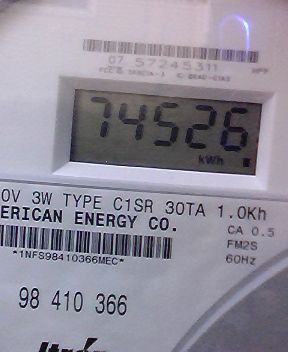 07 57245311
74526
kWh
0V 3W TYPE C1SR 30TA 1.0Kh
ERICAN ENERGY CO.
CA 0.5
FM2S
60Hz
*1NFS98410366MEC*
98 410 366
Itron